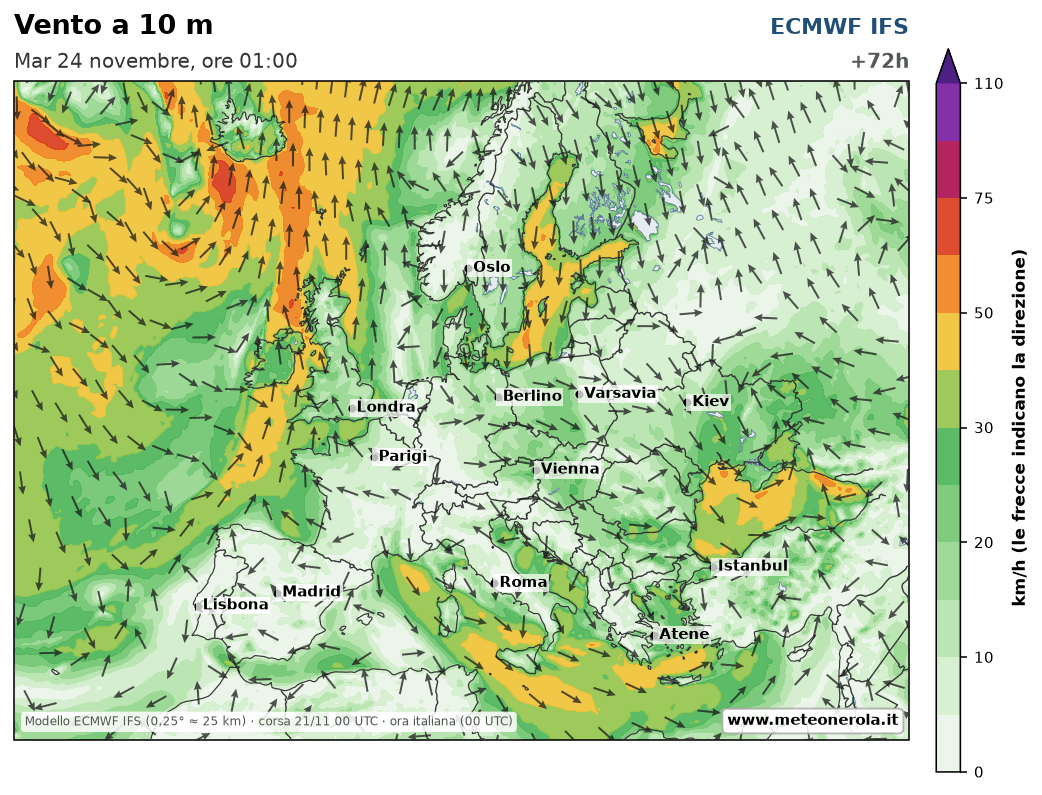 Vento a 10 m
ECMWF IFS
Mar 24 novembre, ore 01:00
+72h
110
75
50
30
20
10
0
km/h (le frecce indicano la direzione)
Oslo
Londra
Berlino
Varsavia
Kiev
Parigi
Vienna
Istanbul
Roma
Madrid
Lisbona
Atene
Modello ECMWF IFS (0,25° ≈ 25 km) · corsa 21/11 00 UTC · ora italiana (00 UTC)
www.meteonerola.it